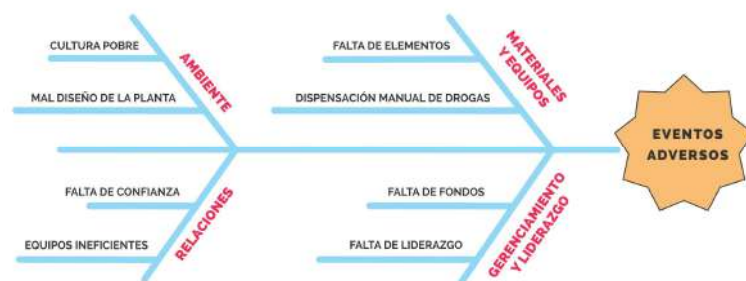 CULTURA POBRE
MAL DISEÑO DE LA PLANTA
AMBIENTE
FALTA DE ELEMENTOS
DISPENSACIÓN MANUAL DE DROGAS
MATERIALES
Y EQUIPOS
EVENTOS
ADVERSOS
FALTA DE CONFIANZA
EQUIPOS INEFICIENTES
RELACIONES
FALTA DE FONDOS
FALTA DE LIDERAZGO
GERENCIAMIENTO
Y LIDERAZGO